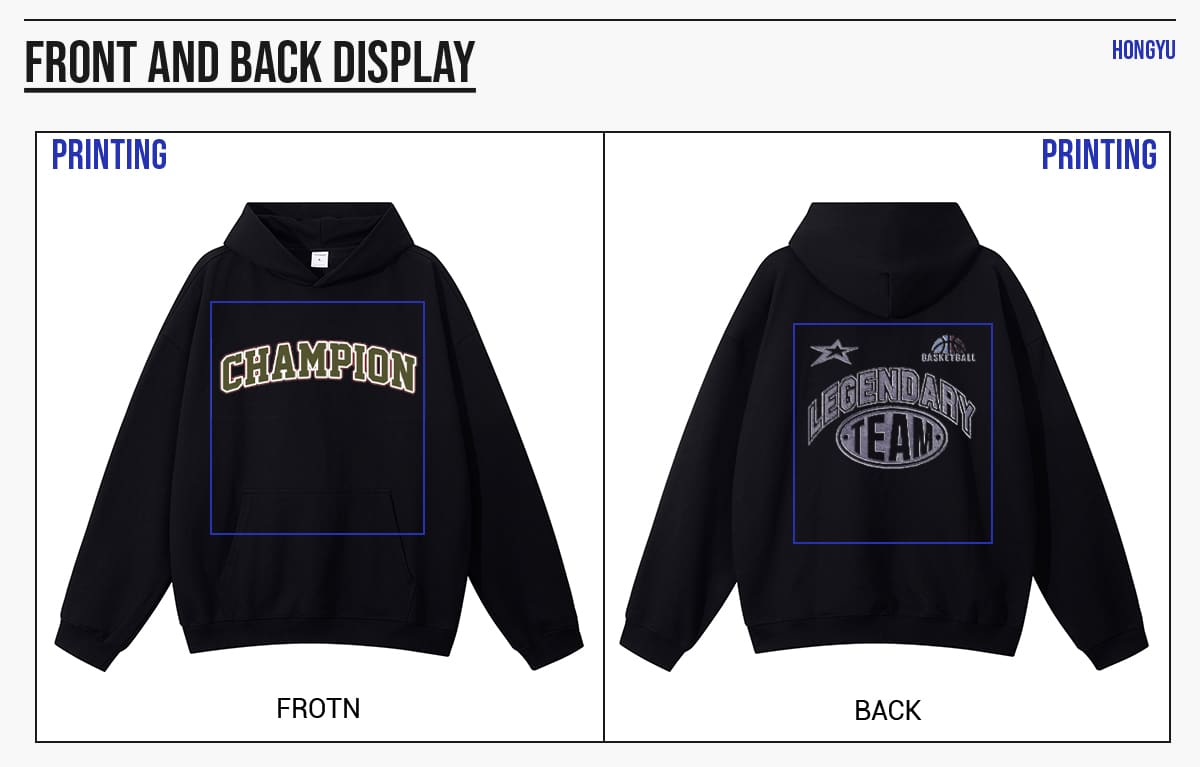 FRONT AND BACK DISPLAY
HONGYU
PRINTING
PRINTING
CHAMPION
BASKETBALL
LEGENDARY
TEAM
FROTN
BACK